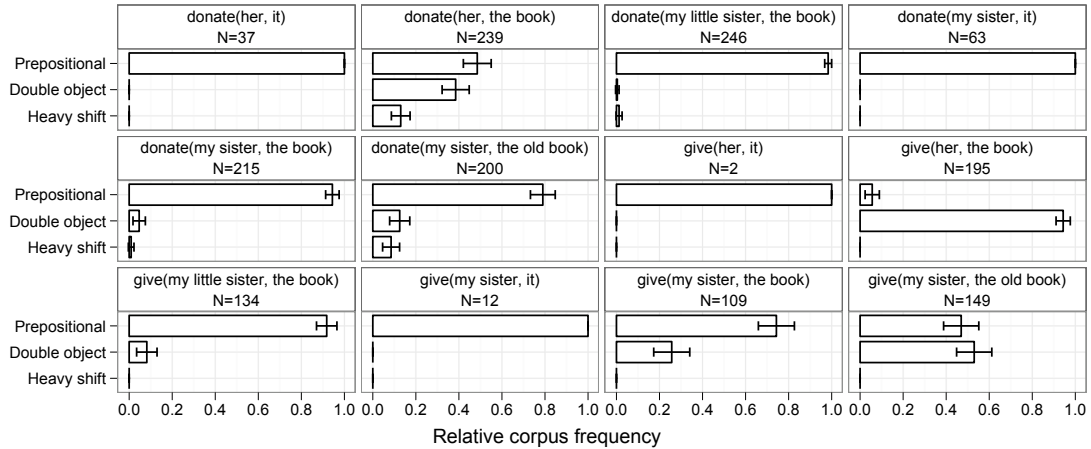 donate(her, it)
N=37
donate(her, the book)
N=239
donate(my little sister, the book)
N=246
donate(my sister, it)
N=63
Prepositional
Double object
Heavy shift
donate(my sister, the book)
N=215
donate(my sister, the old book)
N=200
give(her, it)
N=2
give(her, the book)
N=195
Prepositional
Double object
Heavy shift
give(my little sister, the book)
N=134
give(my sister, it)
N=12
give(my sister, the book)
N=109
give(my sister, the old book)
N=149
Prepositional
Double object
Heavy shift
0.0 0.2 0.4 0.6 0.8 1.0 0.0 0.2 0.4 0.6 0.8 1.0 0.0 0.2 0.4 0.6 0.8 1.0 0.0 0.2 0.4 0.6 0.8 1.0
Relative corpus frequency